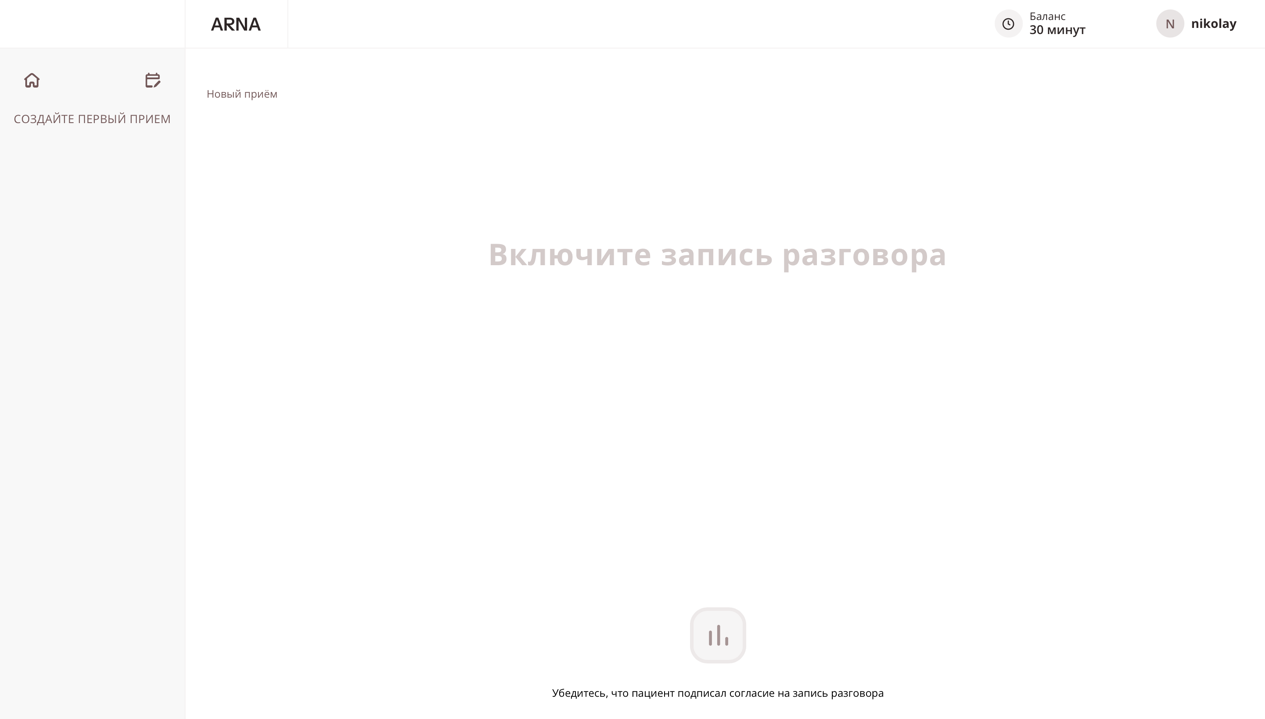 ARNA
Баланс
30 минут
N
nikolay
СОЗДАЙТЕ ПЕРВЫЙ ПРИЕМ
Новый приём
Включите запись разговора
Убедитесь, что пациент подписал согласие на запись разговора